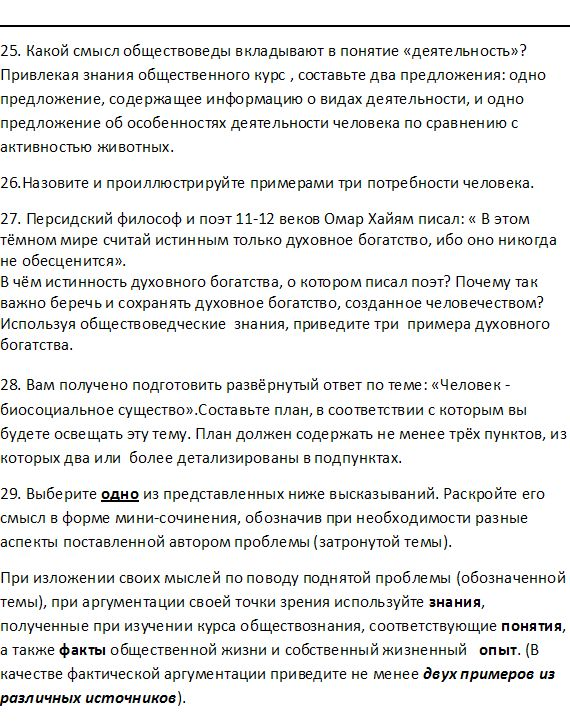 25. Какой смысл обществоведы вкладывают в понятие «деятельность»?
Привлекая знания общественного курс , составьте два предложения: одно
предложение, содержащее информацию о видах деятельности, и одно
предложение об особенностях деятельности человека по сравнению с
активностью животных.
26.Назовите и проиллюстрируйте примерами три потребности человека.
27. Персидский философ и поэт 11-12 веков Омар Хайям писал: « В этом
тёмном мире считай истинным только духовное богатство, ибо оно никогда
не обесценится».
В чём истинность духовного богатства, о котором писал поэт? Почему так
важно беречь и сохранять духовное богатство, созданное человечеством?
Используя обществоведческие знания, приведите три примера духовного
богатства.
28. Вам получено подготовить развёрнутый ответ по теме: «Человек -
биосоциальное существо».Составьте план, в соответствии с которым вы
будете освещать эту тему. План должен содержать не менее трёх пунктов, из
которых два или более детализированы в подпунктах.
29. Выберите одно из представленных ниже высказываний. Раскройте его
смысл в форме мини-сочинения, обозначив при необходимости разные
аспекты поставленной автором проблемы (затронутой темы).
При изложении своих мыслей по поводу поднятой проблемы (обозначенной
темы), при аргументации своей точки зрения используйте знания,
полученные при изучении курса обществознания, соответствующие понятия,
а также факты общественной жизни и собственный жизненный опыт. (В
качестве фактической аргументации приведите не менее двух примеров из
различных источников).